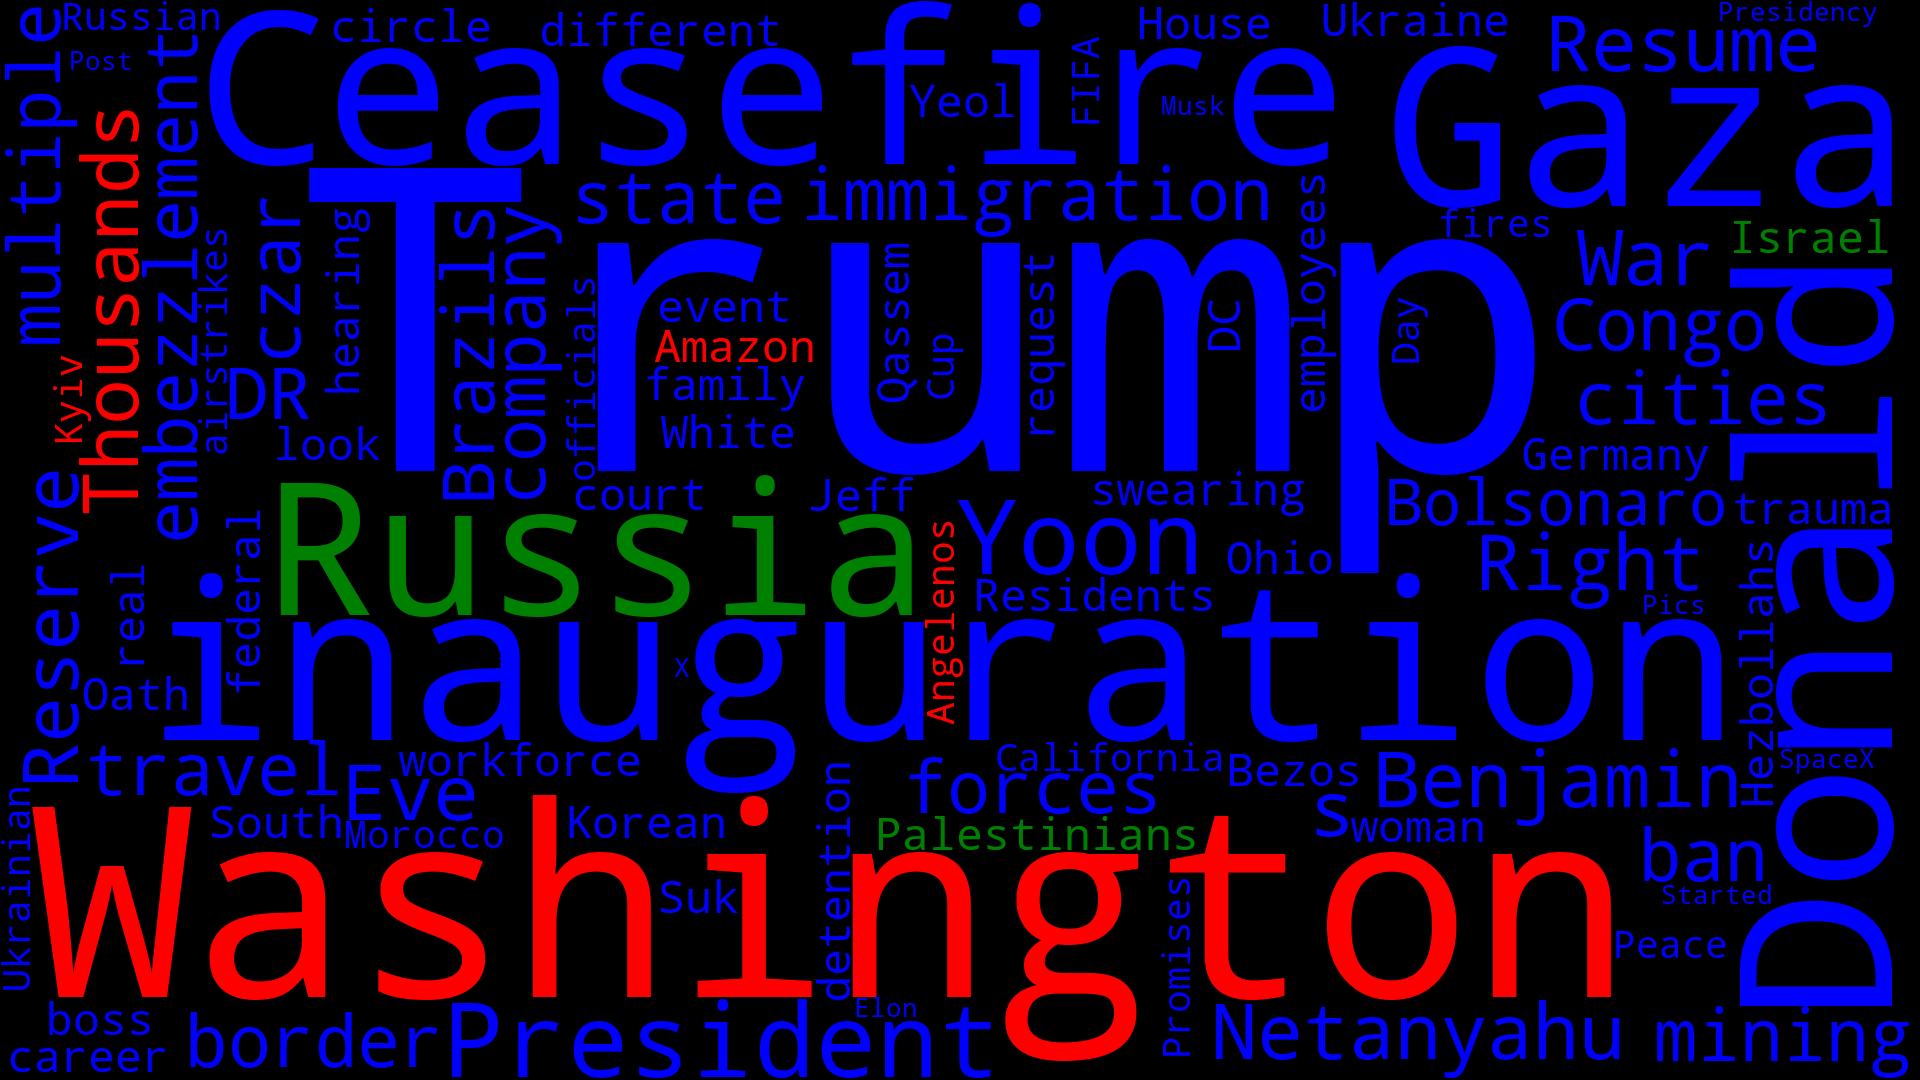 Russian
circle
different
House
Ukraine
Presidency
Post
multiple
embezzlement
Ceasefire
Yeol
FIFA
Musk
Gaza
Resume
Thousands
state
immigration
employees
fires
Israel
airstrikes
czar
hearing
Trump
Brazils
company
officials
event
Amazon
family
White
Qassem
Cup
request
DC
Day
War
Congo
cities
Kyiv
DR
look
Germany
Donald
Reserve
court
Jeff
swearing
Bolsonaro
trauma
real
federal
Russia
Angelenos
Yoon
Ohio
Right
Residents
Pics
Hezbollahs
Oath
inauguration
X
travel
workforce
California
Bezos
Benjamin
SpaceX
Eve
forces
s
woman
Ukrainian
South
Morocco
Korean
detention
Palestinians
ban
Started
Washington
Suk
Promises
Peace
boss
career
border
President
Elon
Netanyahu
mining